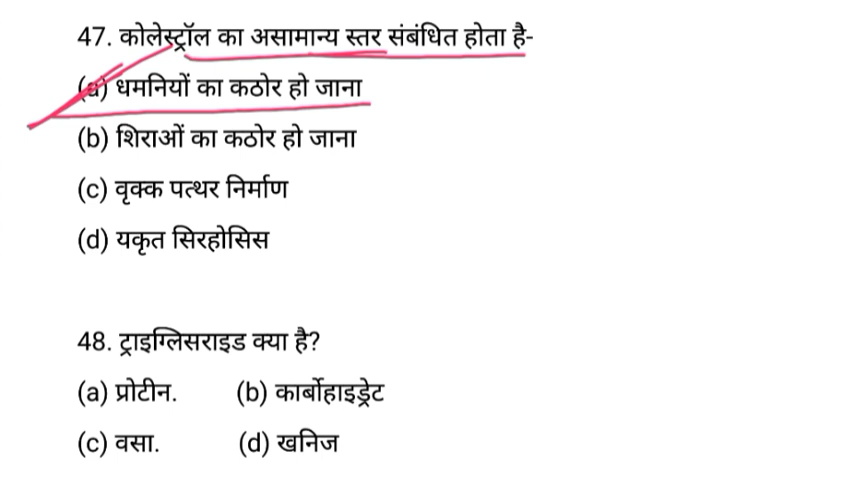 47. कोलेस्ट्रॉल का असामान्य स्तर संबंधित होता है-
(a) धमनियों का कठोर हो जाना
(b) शिराओं का कठोर हो जाना
(c) वृक्क पत्थर निर्माण
(d) यकृत सिरहोसिस
48. ट्राइग्लिसराइड क्या है?
(a) प्रोटीन. (b) कार्बोहाइड्रेट
(c) वसा. (d) खनिज